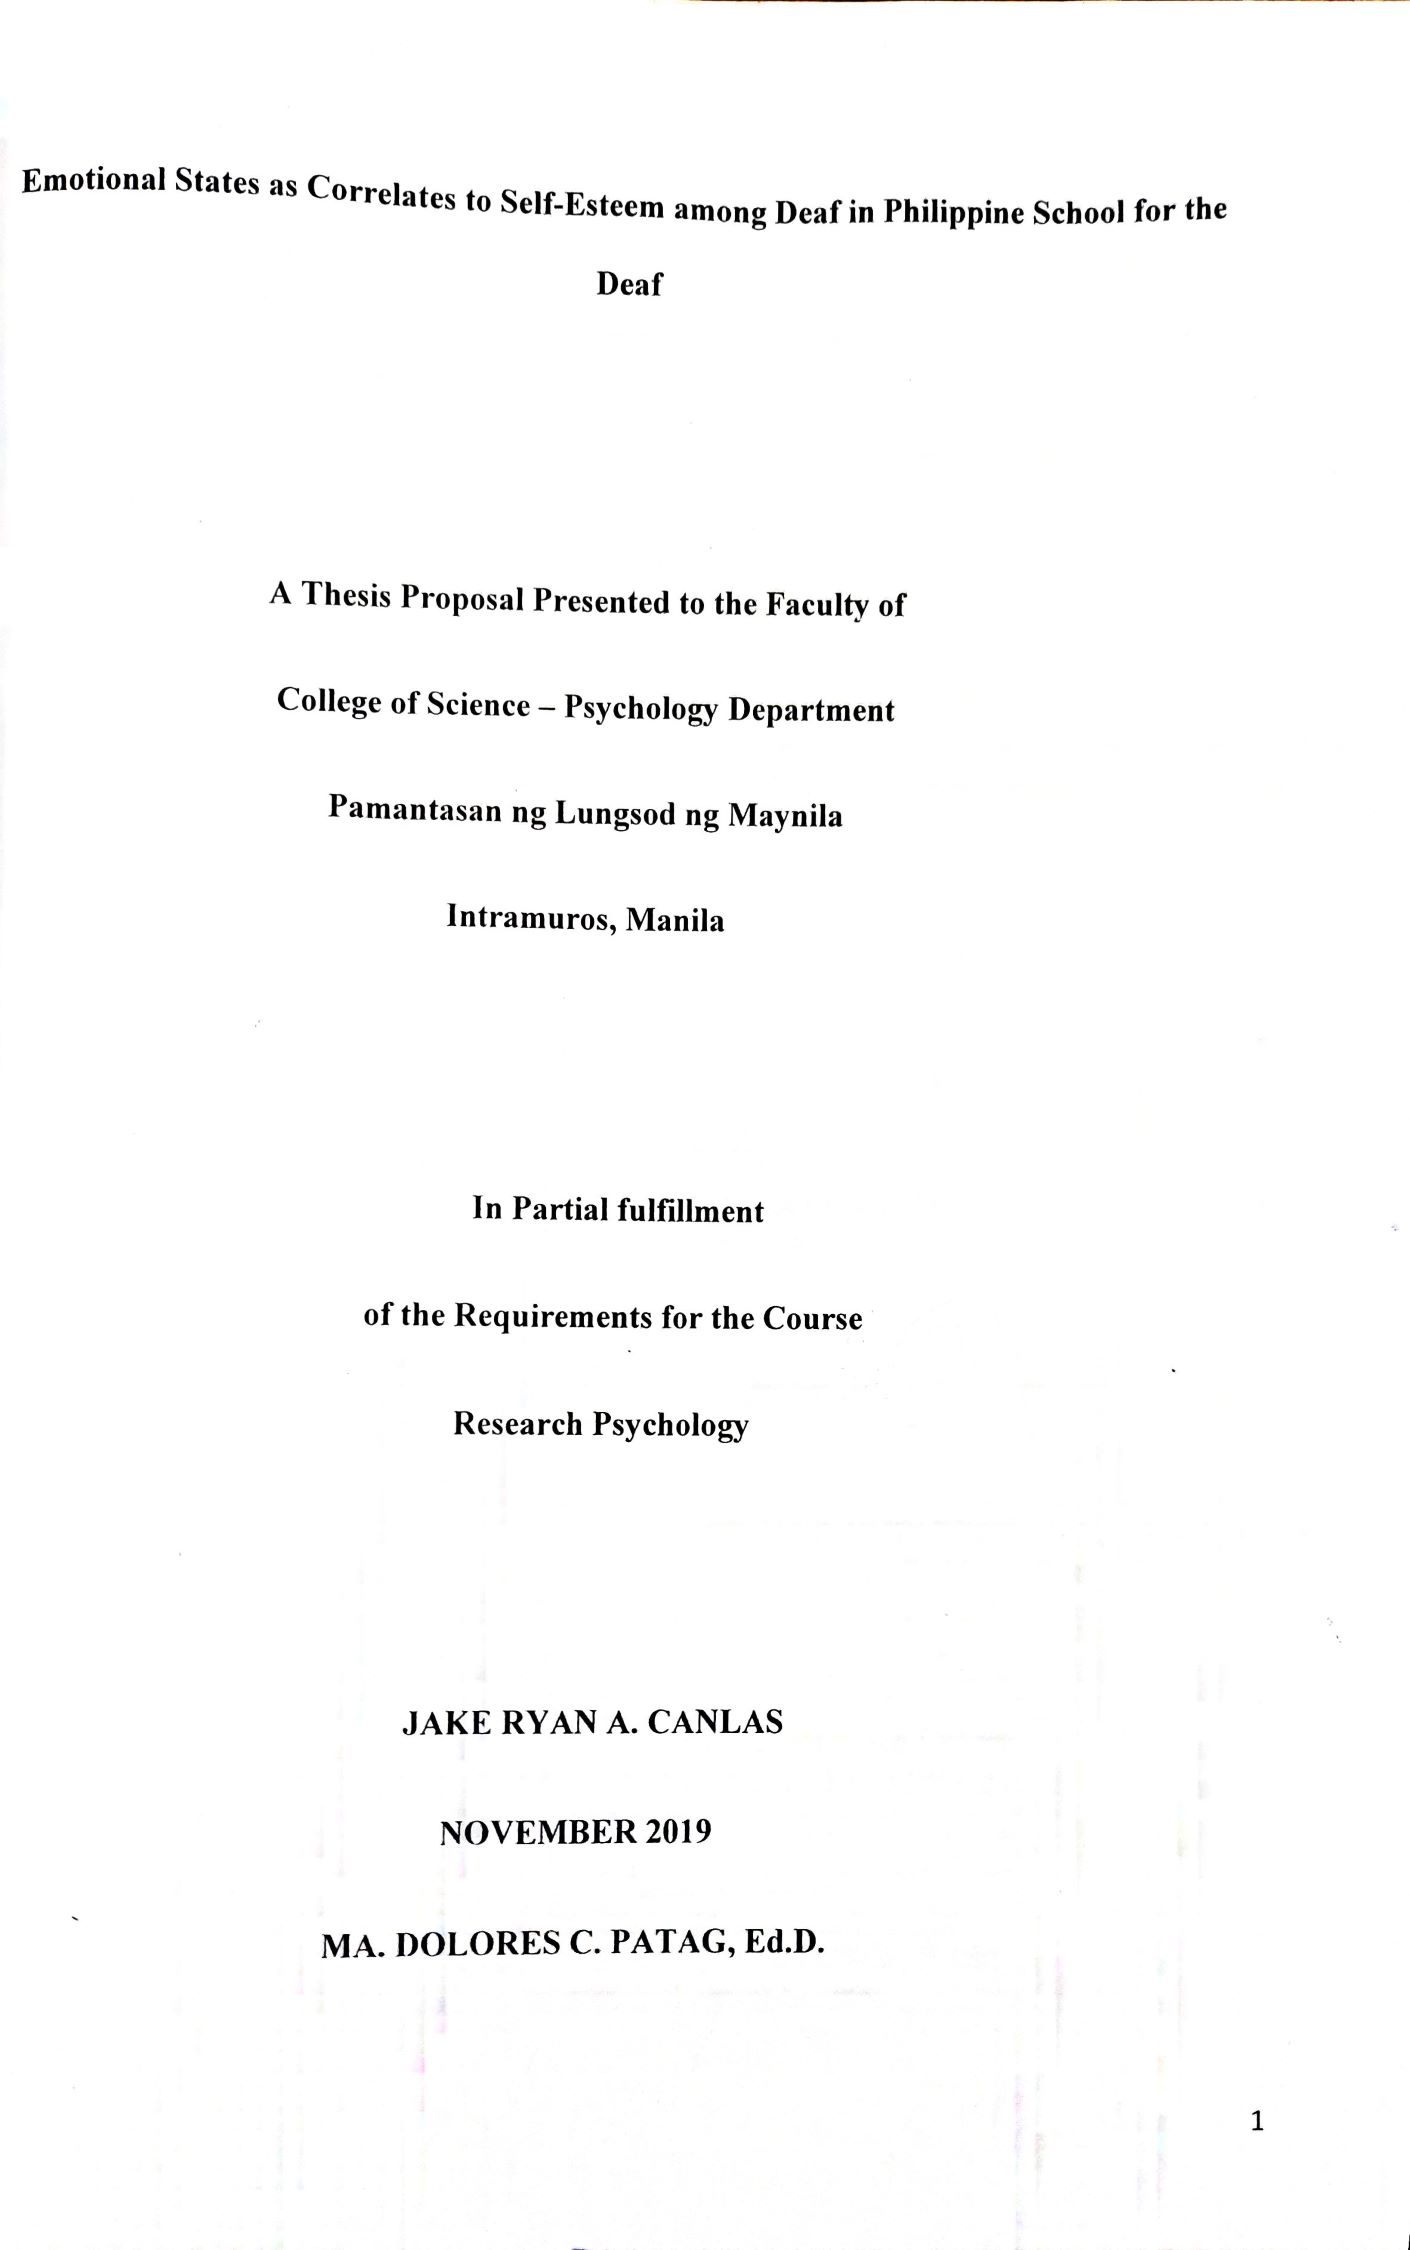 Emotional States as Correlates to Self-Esteem among Deaf in Philippine School for the
Deaf
A Thesis Proposal Presented to the Faculty of
College of Science – Psychology Department
Pamantasan ng Lungsod ng Maynila
Intramuros, Manila
In Partial fulfillment
of the Requirements for the Course
Research Psychology
JAKE RYAN A. CANLAS
NOVEMBER 2019
MA. DOLORES C. PATAG, Ed.D.
1